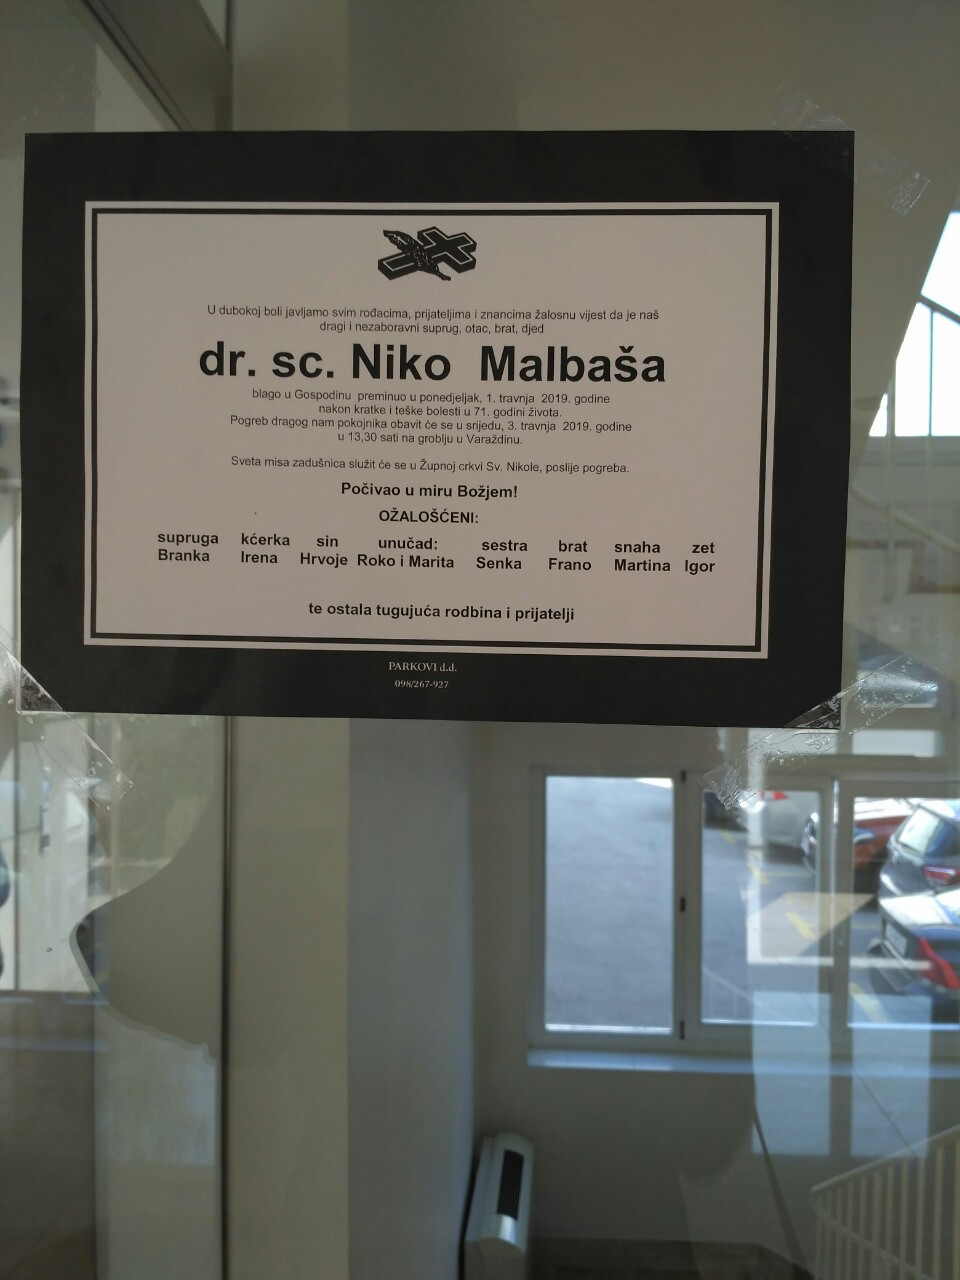 U dubokoj boli javljamo svim rođacima, prijateljima i znancima žalosnu vijest da je naš
dragi i nezaboravni suprug, otac, brat, djed
dr. sc. Niko Malbaša
blago u Gospodinu preminuo u ponedjeljak, 1. travnja 2019. godine
nakon kratke i teške bolesti u 71. godini života.
Pogreb dragog nam pokojnika obavit će se u srijedu, 3. travnja 2019. godine
u 13,30 sati na groblju u Varaždinu.
Sveta misa zadušnica služit će se u Župnoj crkvi Sv. Nikole, poslije pogreba.
Počivao u miru Božjem!
OŽALOŠĆENI:
supruga kćerka sin unučad: sestra brat snaha zet
Branka Irena Hrvoje Roko i Marita Senka Frano Martina Igor
te ostala tugujuća rodbina i prijatelji
PARKOVI d.d.
098/267-927